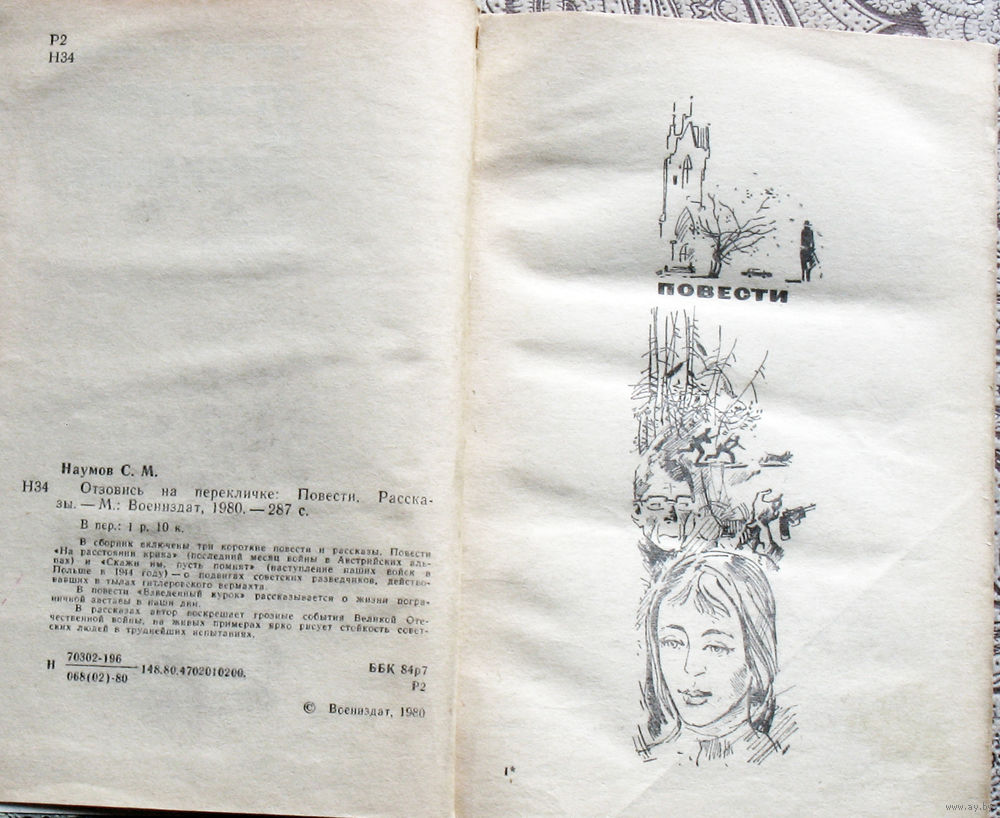 Р2
Н34
Наумов С. М.
Н34 Отзовись на перекличке: Повести, Расска-
зы. — М.: Воениздат, 1980. — 287 с.
В пер.: 1 р. 10 к.
В сборник включены три короткие повести и рассказы. Повести
«На расстоянии крика» (последний месяц войны в Австрийских аль-
пах) и «Скажи им, пусть помнят» (наступление наших войск в
Польше в 1944 году) — о подвигах советских разведчиков, действо-
вавших в тылах гитлеровского вермахта.
В повести «Взведенный курок» рассказывается о жизни погра-
ничной заставы в наши дни.
В рассказах автор воскрешает грозные события Великой Оте-
чественной войны, на живых примерах ярко рисует стойкость совет-
ских людей в труднейших испытаниях.
Н 70302-196
068(02)-80 148.80.4702010200.
ББК 84р7
Р2
© Воениздат, 1980
ПОВЕСТИ
1*
www.ay.by